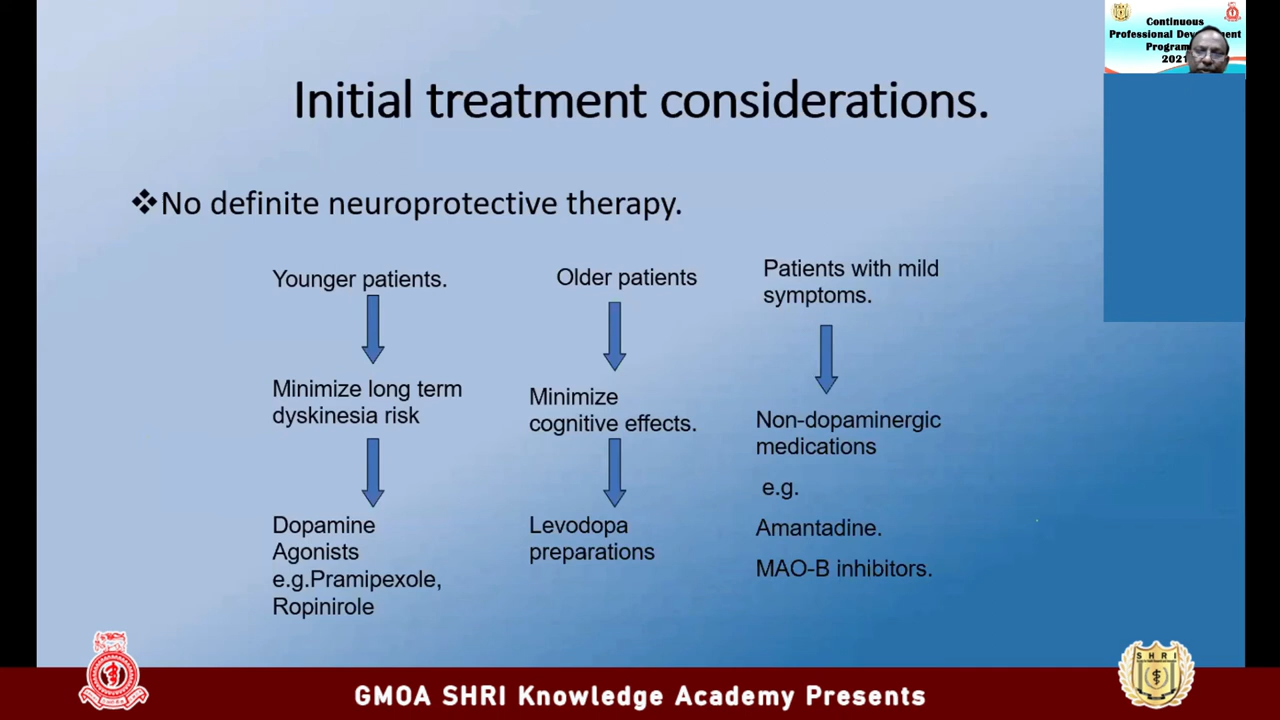 Continuous
Professional Development
Program
2021
Initial treatment considerations.
❖No definite neuroprotective therapy.
Younger patients.
Minimize long term
dyskinesia risk
Dopamine
Agonists
e.g.Pramipexole,
Ropinirole
Older patients
Minimize
cognitive effects.
Levodopa
preparations
Patients with mild
symptoms.
Non-dopaminergic
medications
e.g.
Amantadine.
MAO-B inhibitors.
SHRI
GMOA SHRI Knowledge Academy Presents